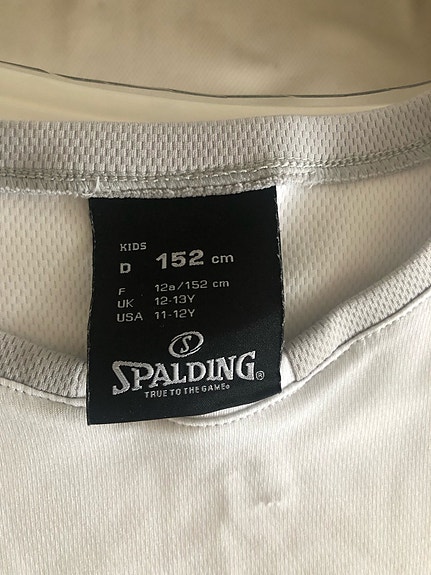 KIDS
D 152 cm
F 12a/152 cm
UK 12-13Y
USA 11-12Y
S
SPALDING®
TRUE TO THE GAME®